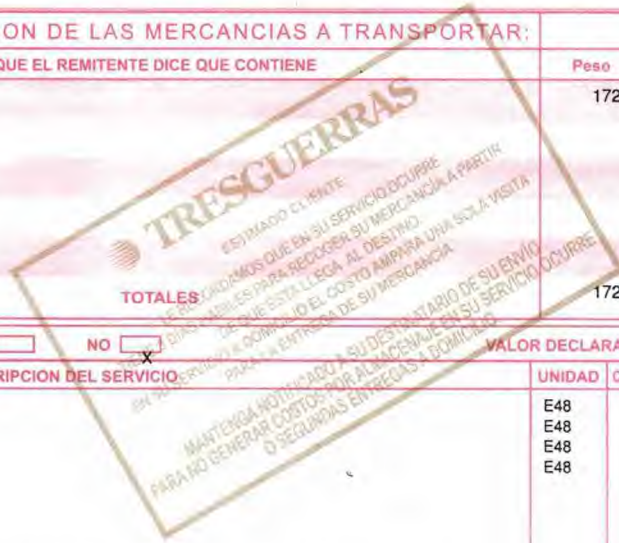 ON DE LAS MERCANCIAS A TRANSPORTAR:
QUE EL REMITENTE DICE QUE CONTIENE Peso
172
TRESGUERRAS
ESTIMADO CLIENTE
LE RECORDAMOS QUE EN SU SERVICIO OCURRE
DIAS HABILES PARA RECOGER SU MERCANCIA A PARTIR
DE QUE ESTA LLEGA AL DESTINO.
EN SU SERVICIO A DOMICILIO EL COSTO AMPARA UNA SOLA VISITA
PARA LA ENTREGA DE SU MERCANCIA
MANTENGA NOTIFICADO A SU DESTINATARIO DE SU ENVIO
PARA NO GENERAR COSTOS POR ALMACENAJE EN SU SERVICIO OCURRE
O SEGUNDAS ENTREGAS A DOMICILIO
TOTALES 172
NO X VALOR DECLARA
RIPCION DEL SERVICIO UNIDAD
E48
E48
E48
E48